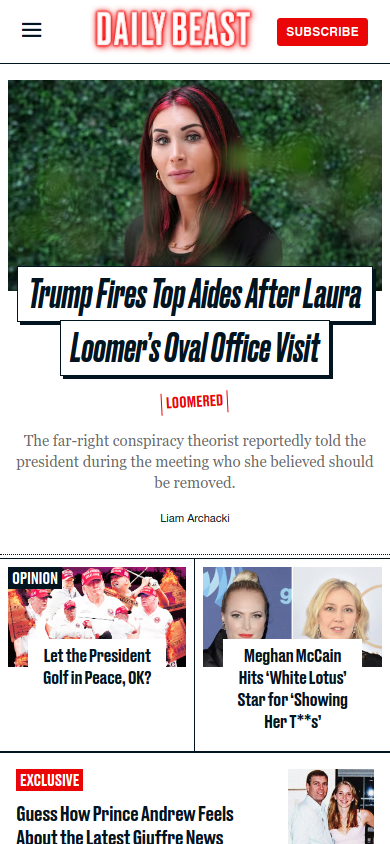 DAILY BEAST
SUBSCRIBE
Trump Fires Top Aides After Laura
Loomer's Oval Office Visit
LOOMERED
The far-right conspiracy theorist reportedly told the
president during the meeting who she believed should
be removed.
Liam Archacki
OPINION
Let the President
Golf in Peace, OK?
Meghan McCain
Hits ‘White Lotus’
Star for ‘Showing
Her T**s’
EXCLUSIVE
Guess How Prince Andrew Feels
About the Latest Giuffre News